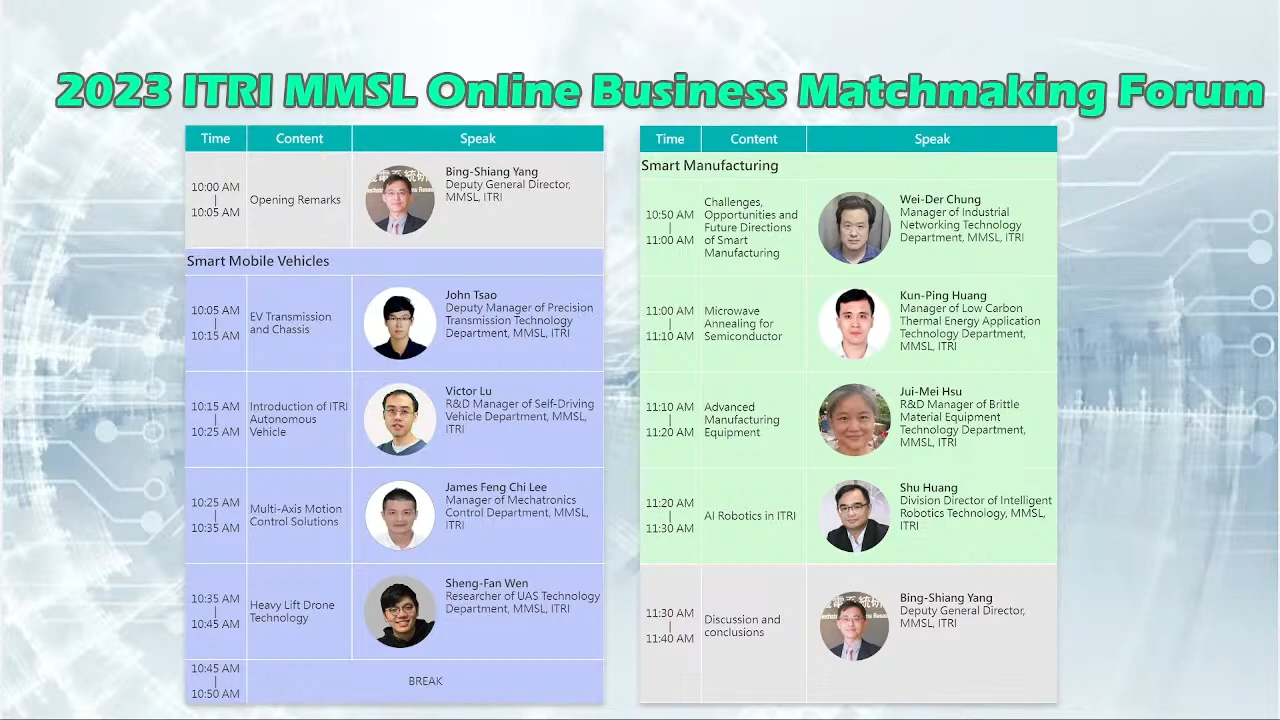 2023 ITRI MMSL Online Business Matchmaking Forum
Time Content Speak
10:00 AM
|
10:05 AM
Opening Remarks
Bing-Shiang Yang
Deputy General Director,
MMSL, ITRI
Smart Mobile Vehicles
10:05 AM
|
10:15 AM
EV Transmission
and Chassis
John Tsao
Deputy Manager of Precision
Transmission Technology
Department, MMSL, ITRI
10:15 AM
|
10:25 AM
Introduction of ITRI
Autonomous
Vehicle
Victor Lu
R&D Manager of Self-Driving
Vehicle Department, MMSL,
ITRI
10:25 AM
|
10:35 AM
Multi-Axis Motion
Control Solutions
James Feng Chi Lee
Manager of Mechatronics
Control Department, MMSL,
ITRI
10:35 AM
|
10:45 AM
Heavy Lift Drone
Technology
Sheng-Fan Wen
Researcher of UAS Technology
Department, MMSL, ITRI
10:45 AM
|
10:50 AM
BREAK
Time Content Speak
Smart Manufacturing
10:50 AM
|
11:00 AM
Challenges,
Opportunities and
Future Directions
of Smart
Manufacturing
Wei-Der Chung
Manager of Industrial
Networking Technology
Department, MMSL, ITRI
11:00 AM
|
11:10 AM
Microwave
Annealing for
Semiconductor
Kun-Ping Huang
Manager of Low Carbon
Thermal Energy Application
Technology Department,
MMSL, ITRI
11:10 AM
|
11:20 AM
Advanced
Manufacturing
Equipment
Jui-Mei Hsu
R&D Manager of Brittle
Material Equipment
Technology Department,
MMSL, ITRI
11:20 AM
|
11:30 AM
AI Robotics in ITRI
Shu Huang
Division Director of Intelligent
Robotics Technology, MMSL,
ITRI
11:30 AM
|
11:40 AM
Discussion and
conclusions
Bing-Shiang Yang
Deputy General Director,
MMSL, ITRI